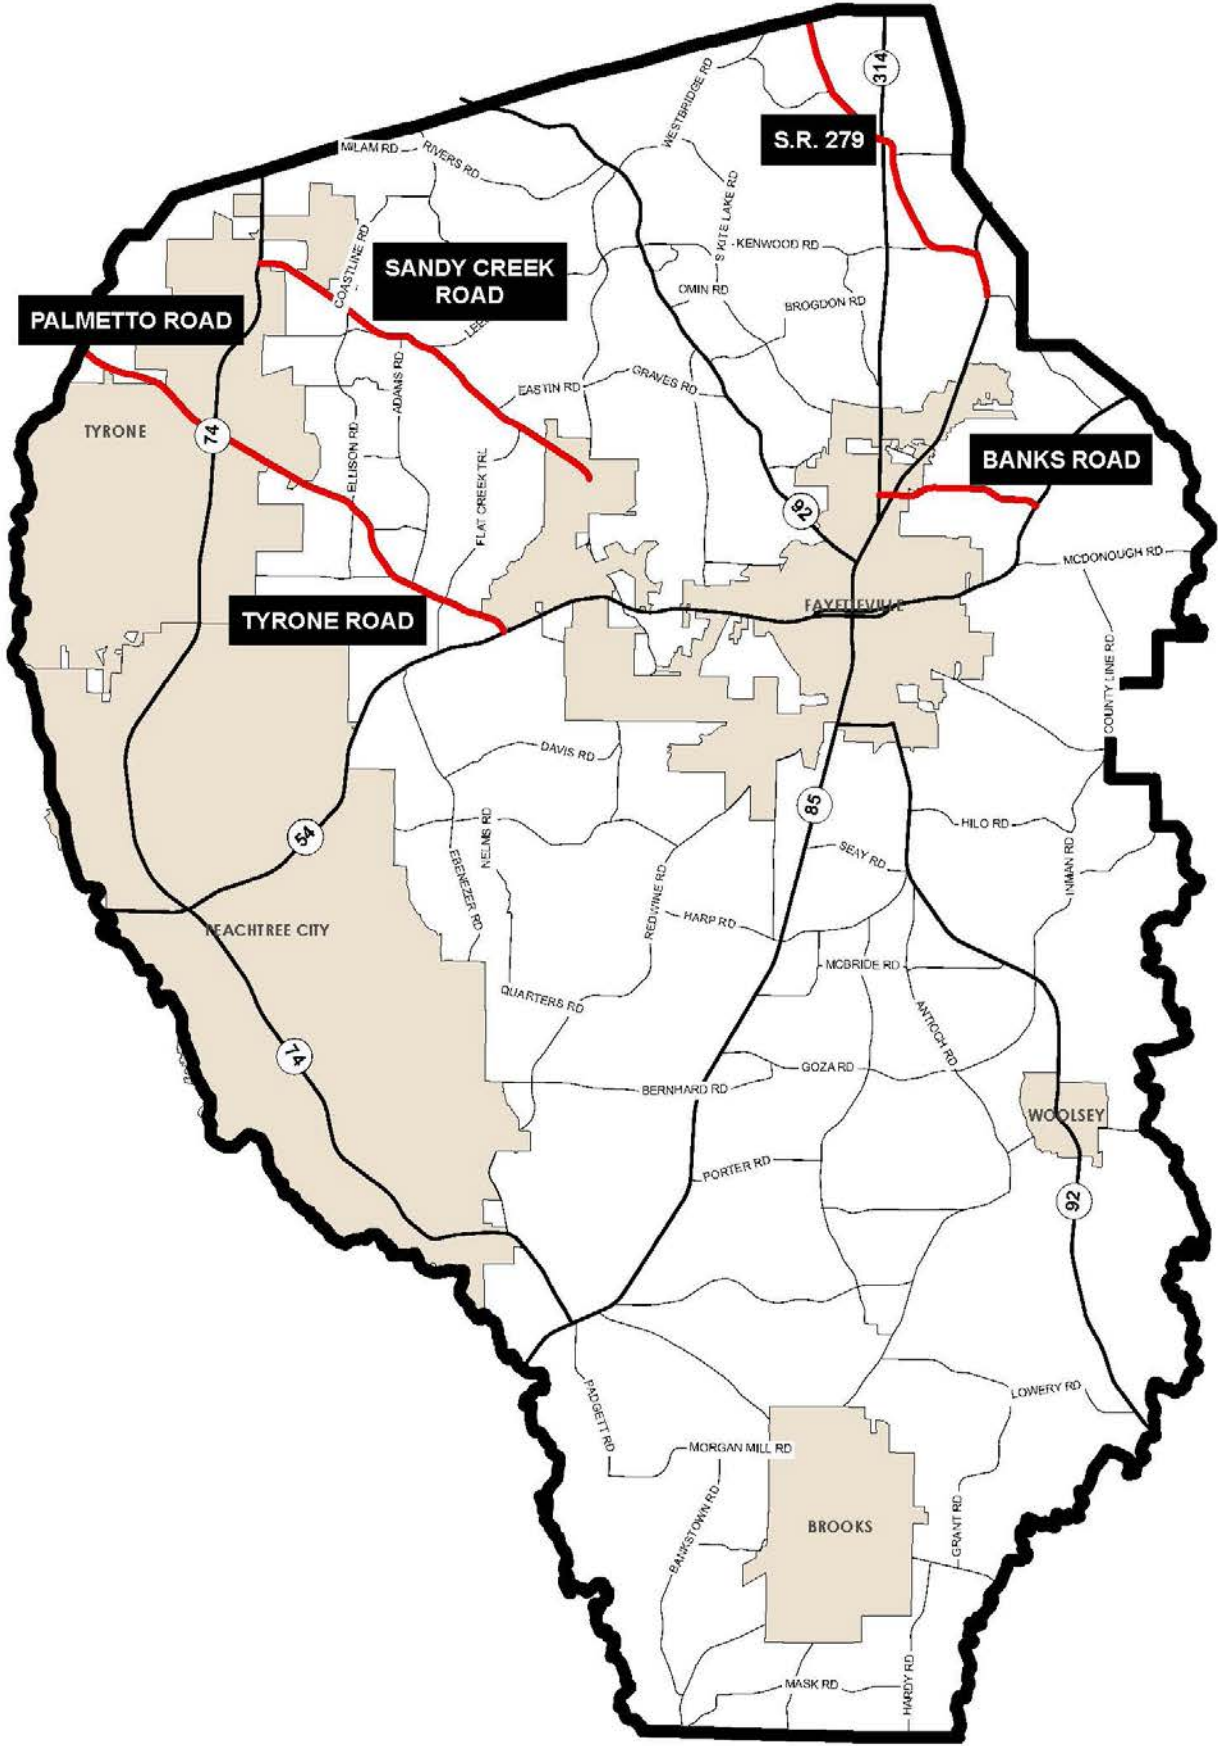 314
WESTBRIDGE RD
S.R. 279
MILAM RD
RIVERS RD
S KITE LAKE RD
COASTLINE RD
KENWOOD RD
SANDY CREEK
ROAD
OMIN RD
BROGDON RD
PALMETTO ROAD
LEES
ADAMS RD
EASTIN RD
GRAVES RD
TYRONE
74
ELLISON RD
FLAT CREEK TRL
BANKS ROAD
92
MCDONOUGH RD
TYRONE ROAD
FAYETTEVILLE
COUNTY LINE RD
DAVIS RD
85
54
NELMS RD
EBENEZER RD
HILO RD
SEAY RD
INMAN RD
REDWINE RD
HARP RD
PEACHTREE CITY
MCBRIDE RD
QUARTERS RD
ANTIOCH RD
74
GOZA RD
BERNHARD RD
WOOLSEY
PORTER RD
92
PADGETT RD
LOWERY RD
MORGAN MILL RD
BANKSTOWN RD
BROOKS
GRANT RD
MASK RD
HARDY RD